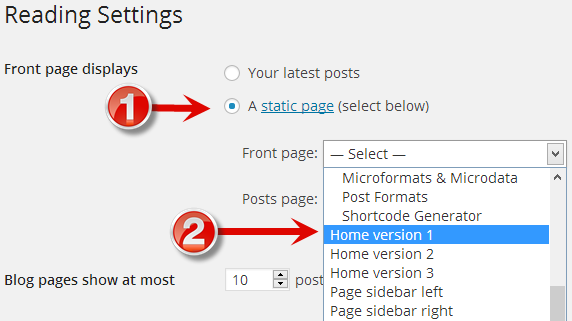 Reading Settings
Front page displays
Your latest posts
1
A static page (select below)
Front page:
— Select —
Microformats & Microdata
Post Formats
Posts page:
Shortcode Generator
2
Home version 1
Home version 2
Home version 3
Blog pages show at most
10
post
Page sidebar left
Page sidebar right